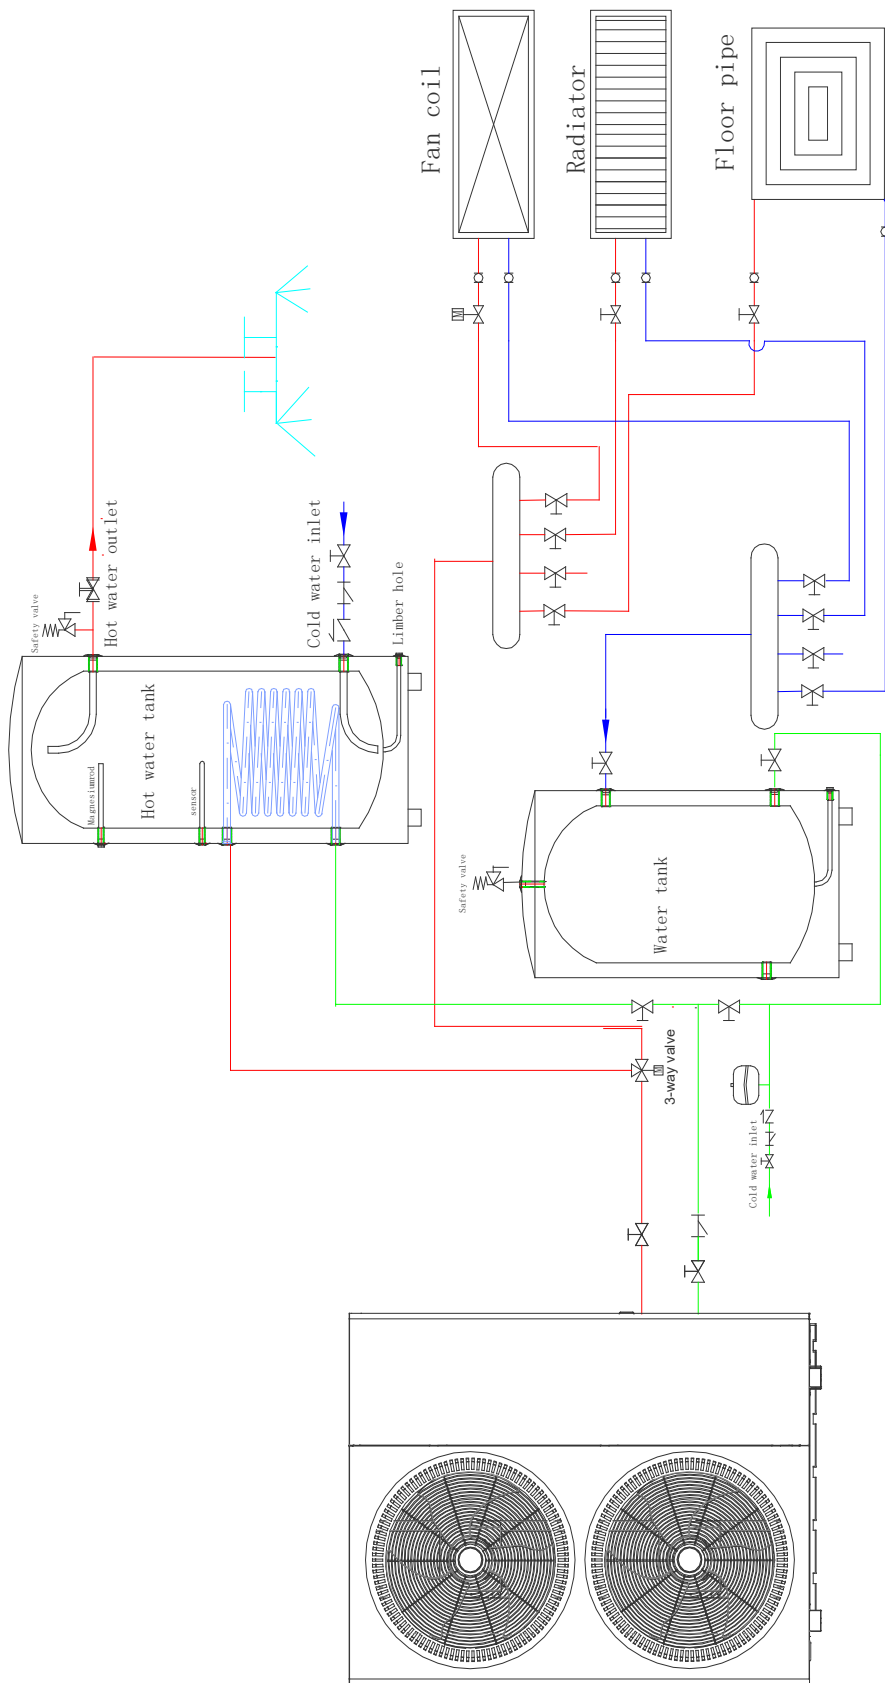 Fan coil
Radiator
Floor pipe
Safety valve
Hot water outlet
Cold water inlet
Limber hole
Hot water tank
Magnesiumrod
sensor
M
Safety valve
Water tank
3-way valve
M
Cold water inlet